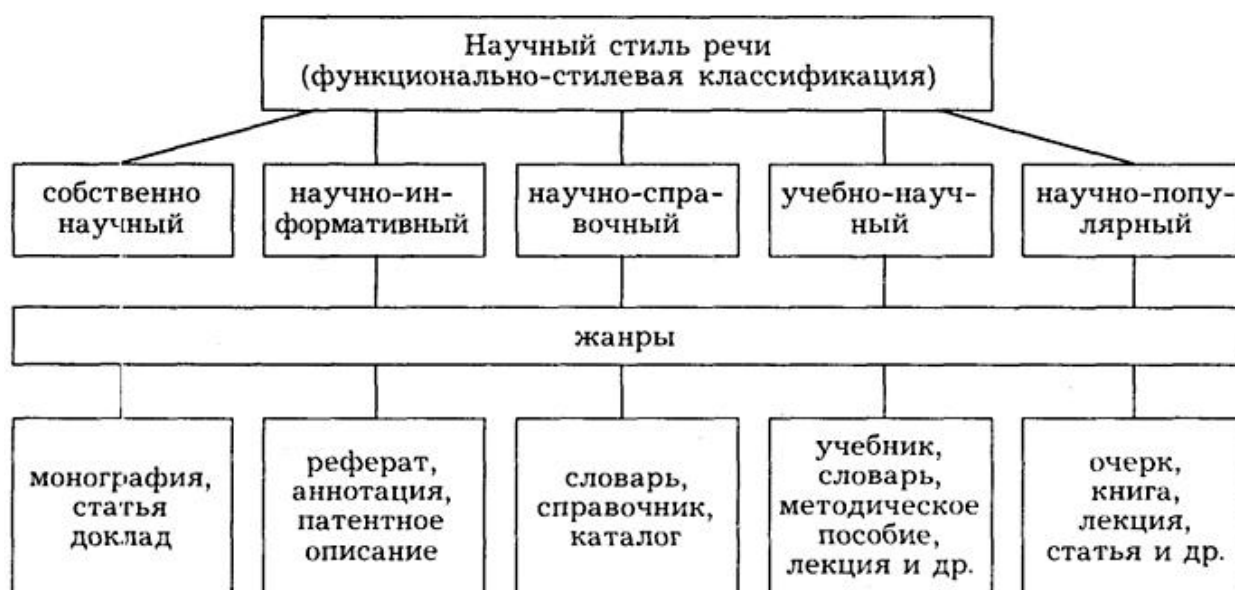 Научный стиль речи
(функционально-стилевая классификация)
собственно
научный
научно-ин-
формативный
научно-спра-
вочный
учебно-науч-
ный
научно-попу-
лярный
жанры
монография,
статья
доклад
реферат,
аннотация,
патентное
описание
словарь,
справочник,
каталог
учебник,
словарь,
методическое
пособие,
лекция и др.
очерк,
книга,
лекция,
статья и др.